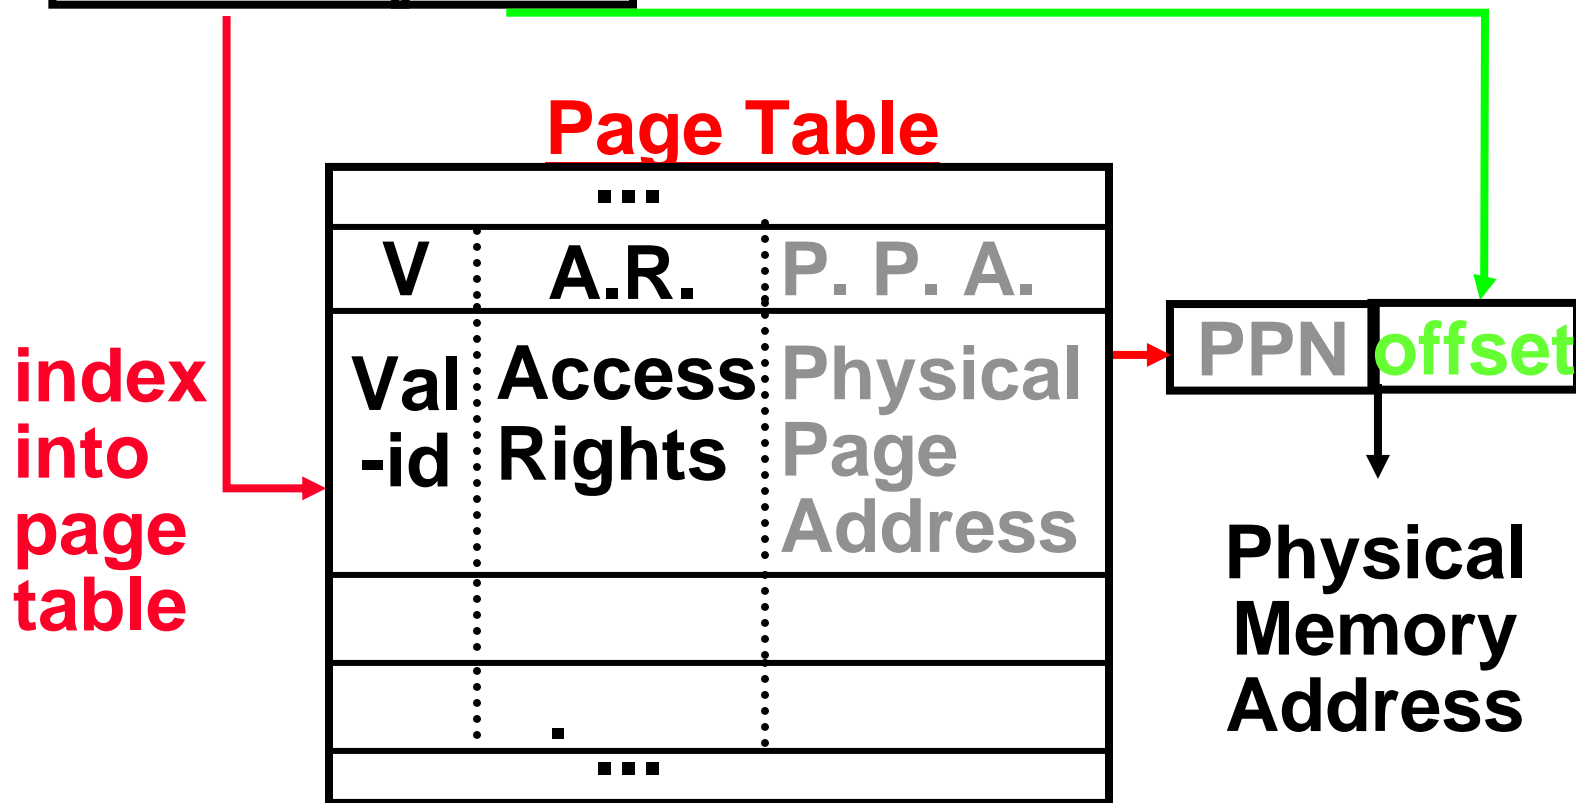 Page Table
...
V A.R. P. P. A.
index
into
page
table
Val
-id
Access
Rights
Physical
Page
Address
PPN offset
Physical
Memory
Address
.
...